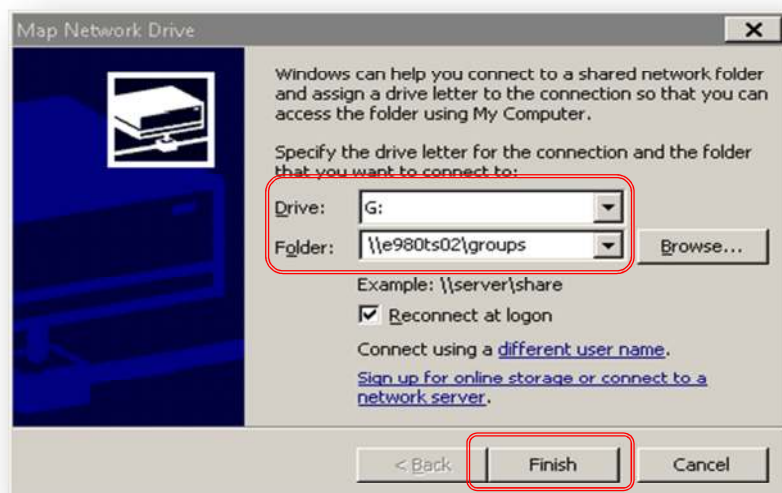 Map Network Drive
Windows can help you connect to a shared network folder
and assign a drive letter to the connection so that you can
access the folder using My Computer.
Specify the drive letter for the connection and the folder
that you want to connect to:
Drive: G:
Folder: \\e980ts02\groups Browse...
Example: \\server\share
Reconnect at logon
Connect using a different user name.
Sign up for online storage or connect to a
network server.
< Back Finish Cancel